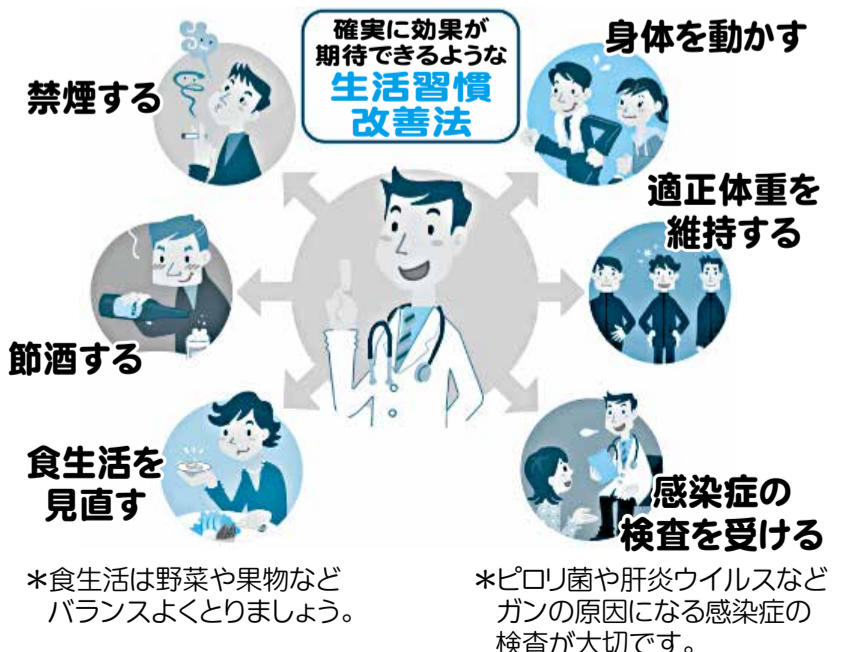 確実に効果が
期待できるような
生活習慣
改善法
禁煙する
身体を動かす
適正体重を
維持する
節酒する
食生活を
見直す
感染症の
検査を受ける
*食生活は野菜や果物など
バランスよくとりましょう。
*ピロリ菌や肝炎ウイルスなど
ガンの原因になる感染症の
検査が大切です。